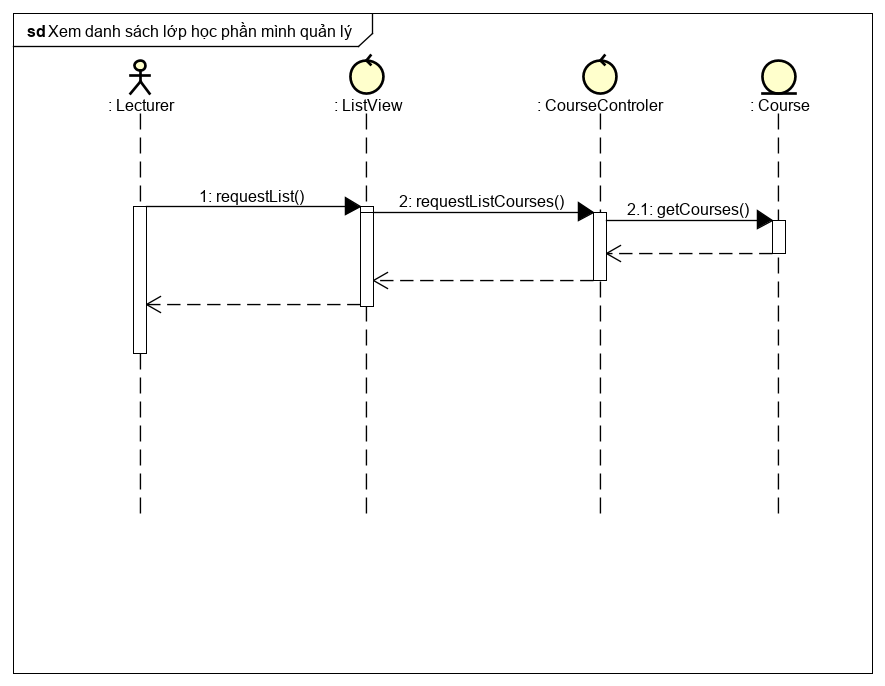 sd Xem danh sách lớp học phần mình quản lý
: Lecturer
: ListView
: CourseControler
: Course
1: requestList()
2: requestListCourses()
2.1: getCourses()